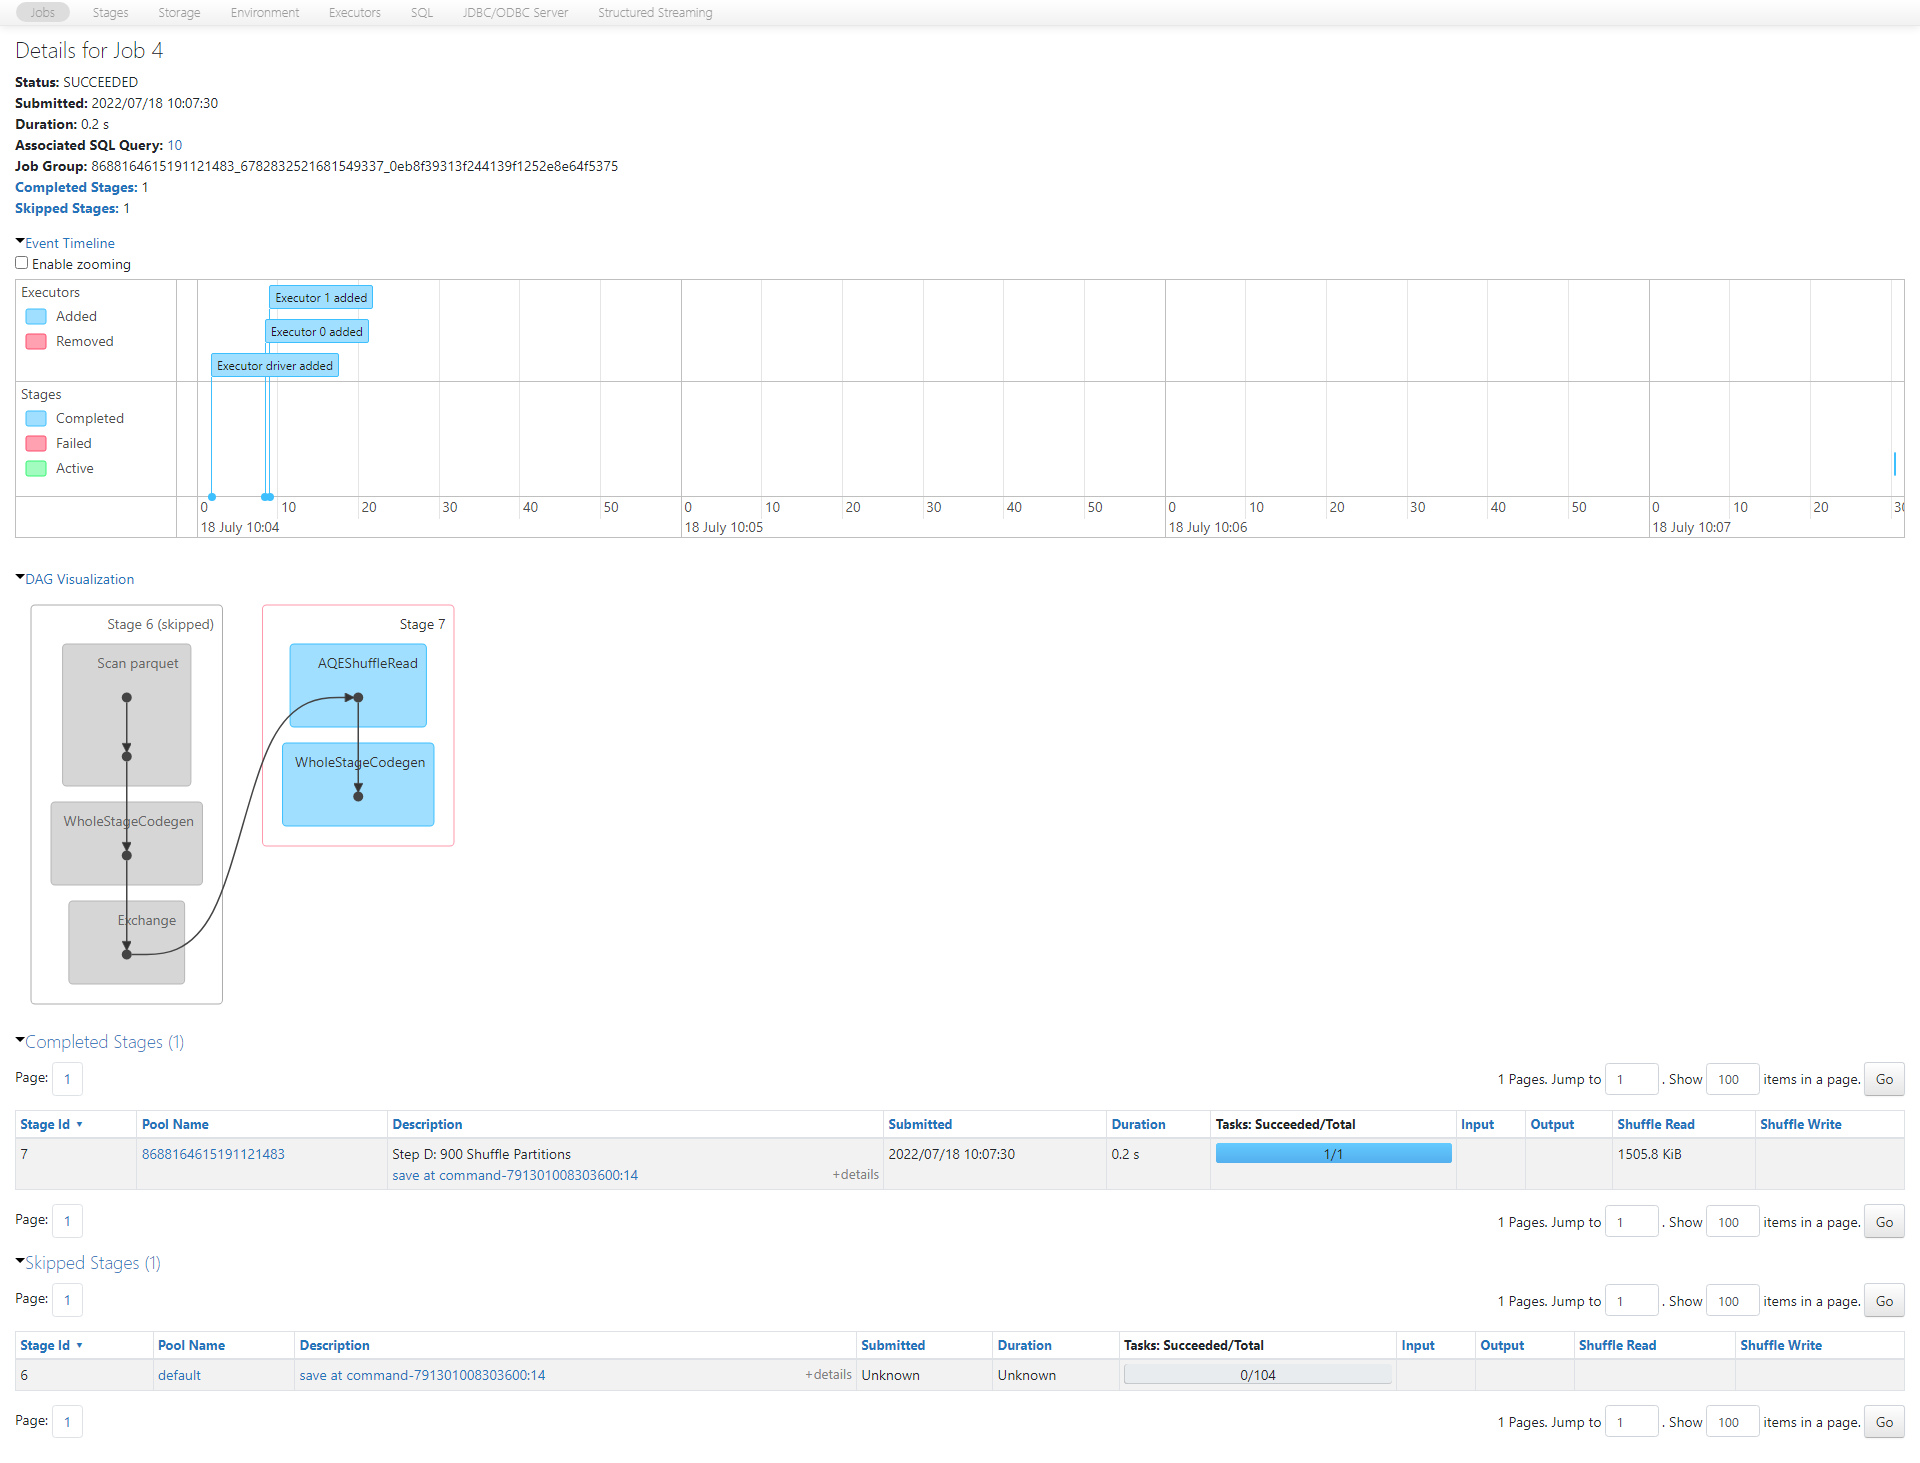 Jobs Stages Storage Environment Executors SQL JDBC/ODBC Server Structured Streaming
Details for Job 4
Status: SUCCEEDED
Submitted: 2022/07/18 10:07:30
Duration: 0.2 s
Associated SQL Query: 10
Job Group: 8688164615191121483_6782832521681549337_0eb8f39313f244139f1252e8e64f5375
Completed Stages: 1
Skipped Stages: 1
Event Timeline
Enable zooming
Executors
Added
Removed
Executor 1 added
Executor 0 added
Executor driver added
Stages
Completed
Failed
Active
0 10 20 30 40 50 0 10 20 30 40 50 0 10 20 30 40 50 0 10 20 30
18 July 10:04 18 July 10:05 18 July 10:06 18 July 10:07
DAG Visualization
Stage 6 (skipped)
Scan parquet
WholeStageCodegen
Exchange
Stage 7
AQEShuffleRead
WholeStageCodegen
Completed Stages (1)
Page: 1 1 Pages. Jump to 1 . Show 100 items in a page. Go
Stage Id ▾ Pool Name Description Submitted Duration Tasks: Succeeded/Total Input Output Shuffle Read Shuffle Write
7 8688164615191121483 Step D: 900 Shuffle Partitions 2022/07/18 10:07:30 0.2 s 1/1 1505.8 KiB
save at command-791301008303600:14 +details
Page: 1 1 Pages. Jump to 1 . Show 100 items in a page. Go
Skipped Stages (1)
Page: 1 1 Pages. Jump to 1 . Show 100 items in a page. Go
Stage Id ▾ Pool Name Description Submitted Duration Tasks: Succeeded/Total Input Output Shuffle Read Shuffle Write
6 default save at command-791301008303600:14 +details Unknown Unknown 0/104
Page: 1 1 Pages. Jump to 1 . Show 100 items in a page. Go